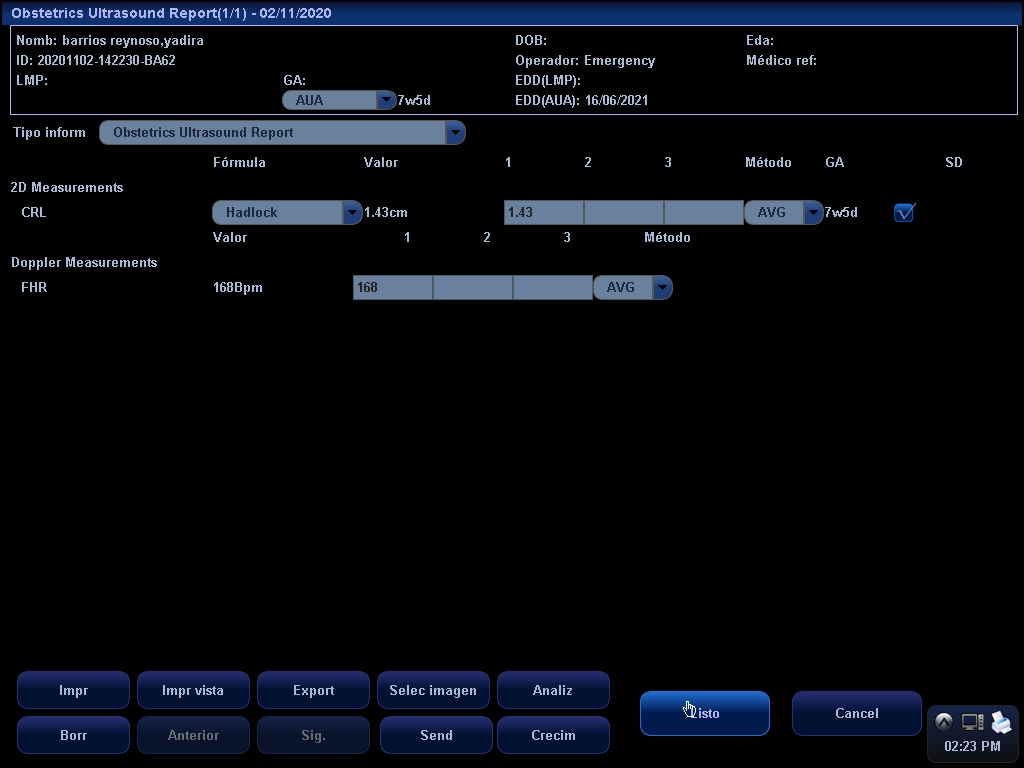 Obstetrics Ultrasound Report(1/1) - 02/11/2020
Nomb: barrios reynoso,yadira DOB: Eda:
ID: 20201102-142230-BA62 Operador: Emergency Médico ref:
LMP: GA: EDD(LMP):
AUA 7w5d EDD(AUA): 16/06/2021
Tipo inform Obstetrics Ultrasound Report
Fórmula Valor 1 2 3 Método GA SD
2D Measurements
CRL Hadlock 1.43cm 1.43 AVG 7w5d
Valor 1 2 3 Método
Doppler Measurements
FHR 168Bpm 168 AVG
Impr Impr vista Export Selec imagen Analiz
Listo Cancel
Borr Anterior Sig. Send Crecim
02:23 PM